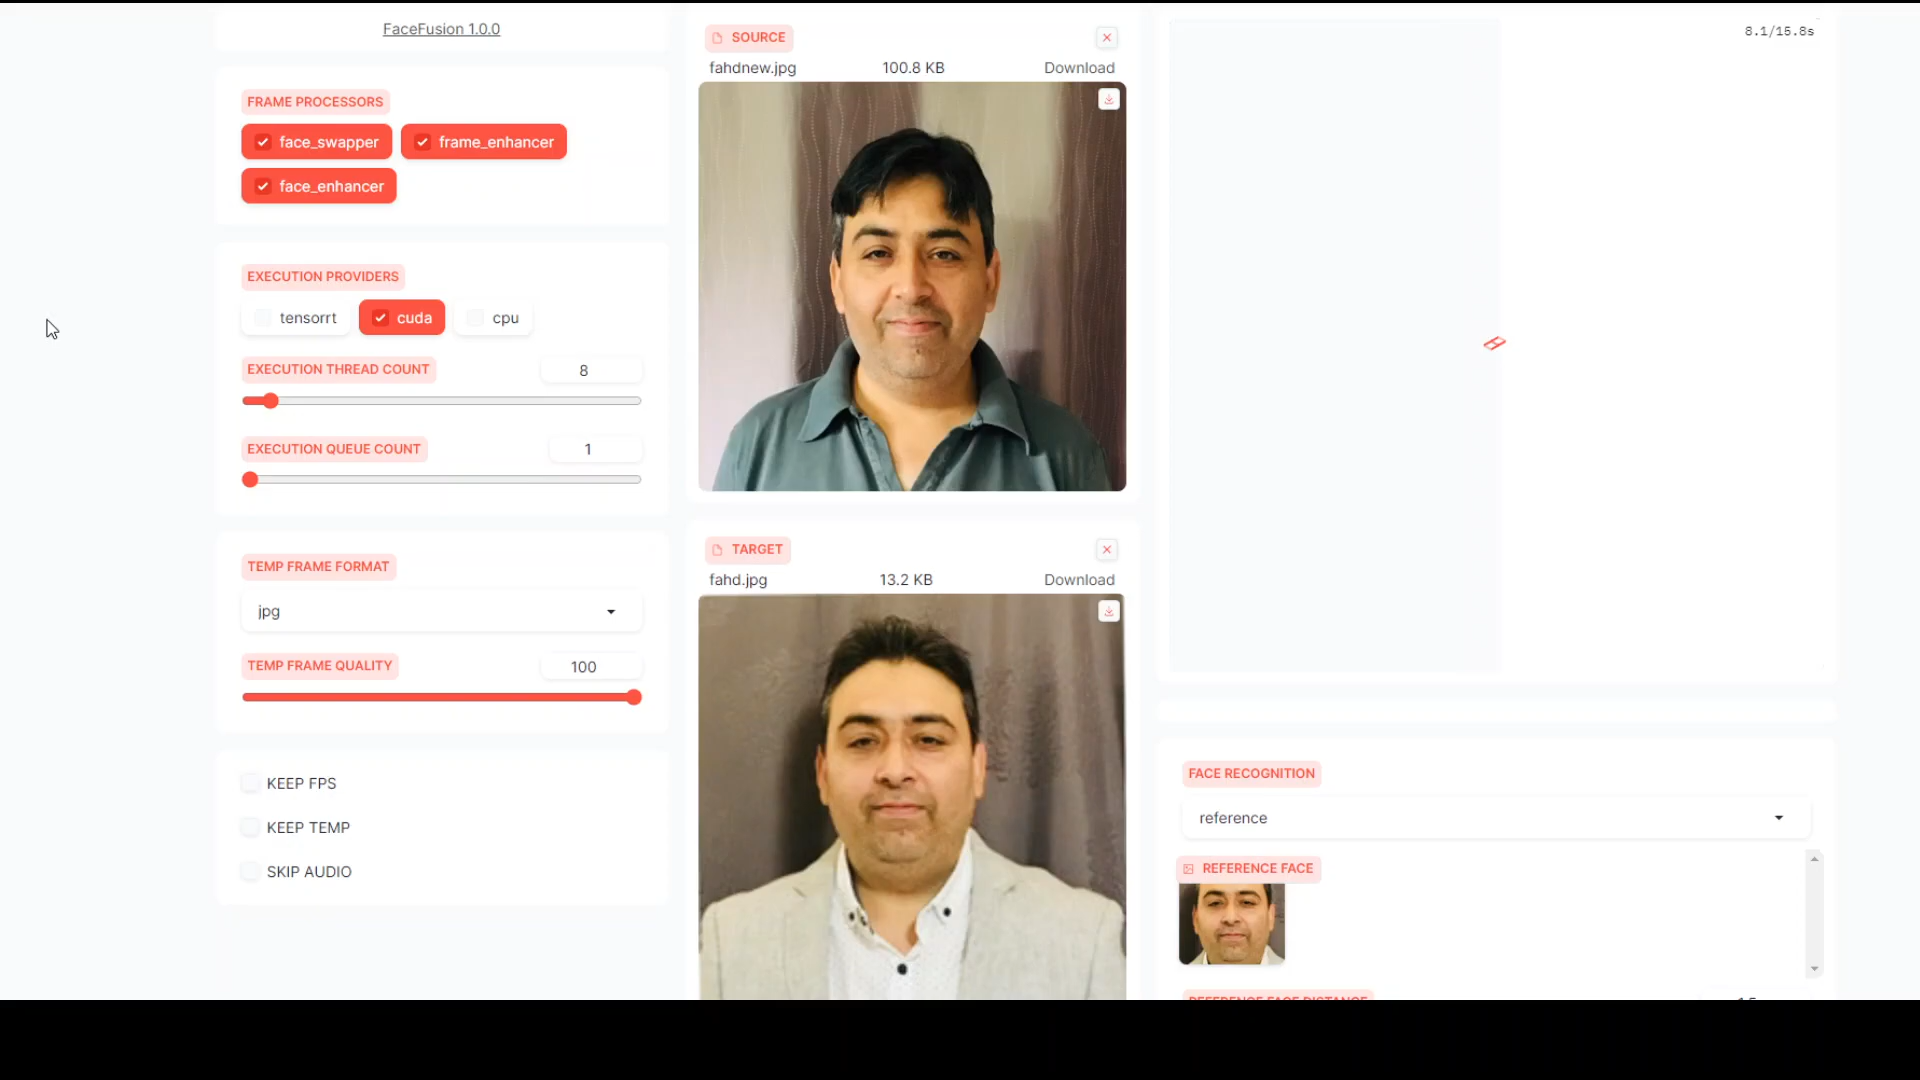 FaceFusion 1.0.0
FRAME PROCESSORS
face_swapper
frame_enhancer
face_enhancer
EXECUTION PROVIDERS
tensorrt
cuda
cpu
EXECUTION THREAD COUNT
8
EXECUTION QUEUE COUNT
1
TEMP FRAME FORMAT
jpg
TEMP FRAME QUALITY
100
KEEP FPS
KEEP TEMP
SKIP AUDIO
SOURCE
fahdnew.jpg 100.8 KB Download
TARGET
fahd.jpg 13.2 KB Download
8.1/15.8s
FACE RECOGNITION
reference
REFERENCE FACE
REFERENCE FACE DISTANCE